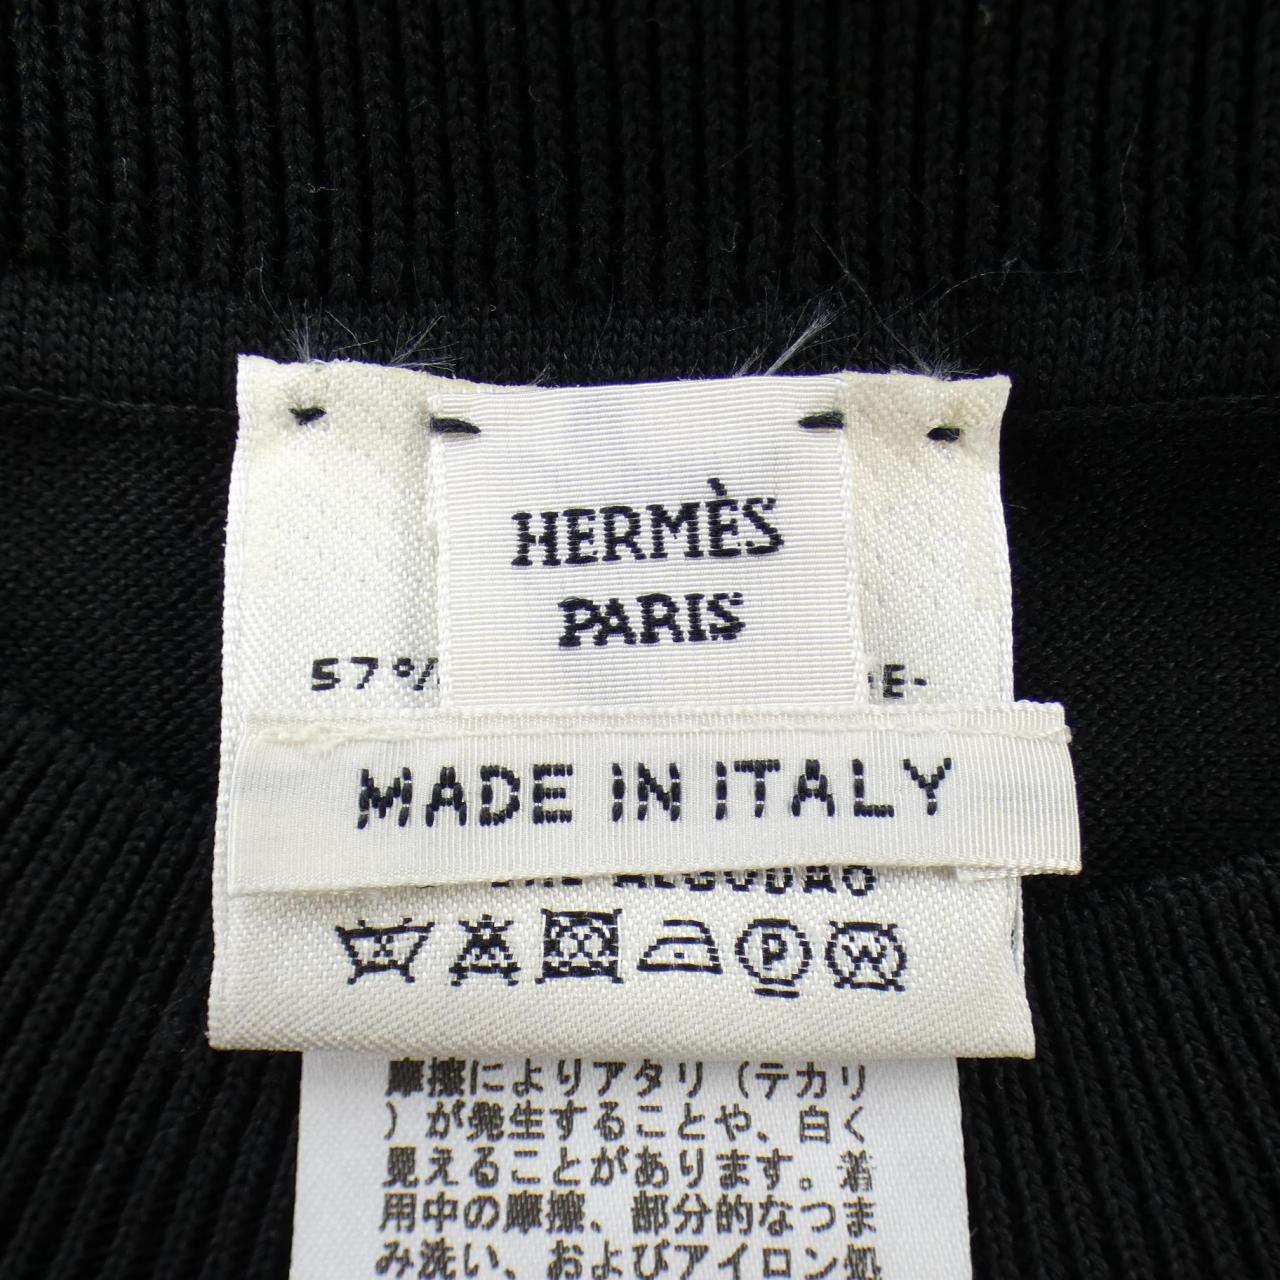 HERMÈS
PARIS
57%
E-
MADE IN ITALY
ALGODAO
P
W
摩擦によりアタリ（テカリ
）が発生することや、白く
見えることがあります。着
用中の摩擦、部分的なつま
み洗い、およびアイロン処